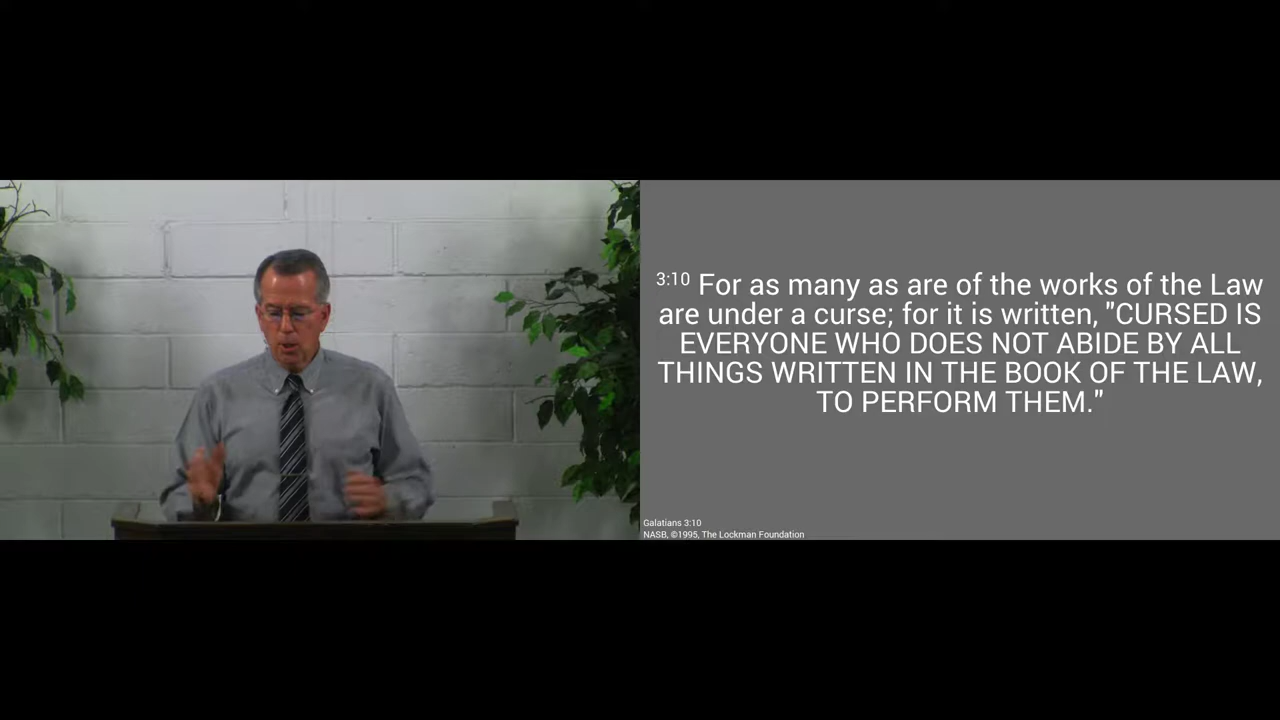 3:10 For as many as are of the works of the Law
are under a curse; for it is written, "CURSED IS
EVERYONE WHO DOES NOT ABIDE BY ALL
THINGS WRITTEN IN THE BOOK OF THE LAW,
TO PERFORM THEM."
Galatians 3:10
NASB, ©1995, The Lockman Foundation